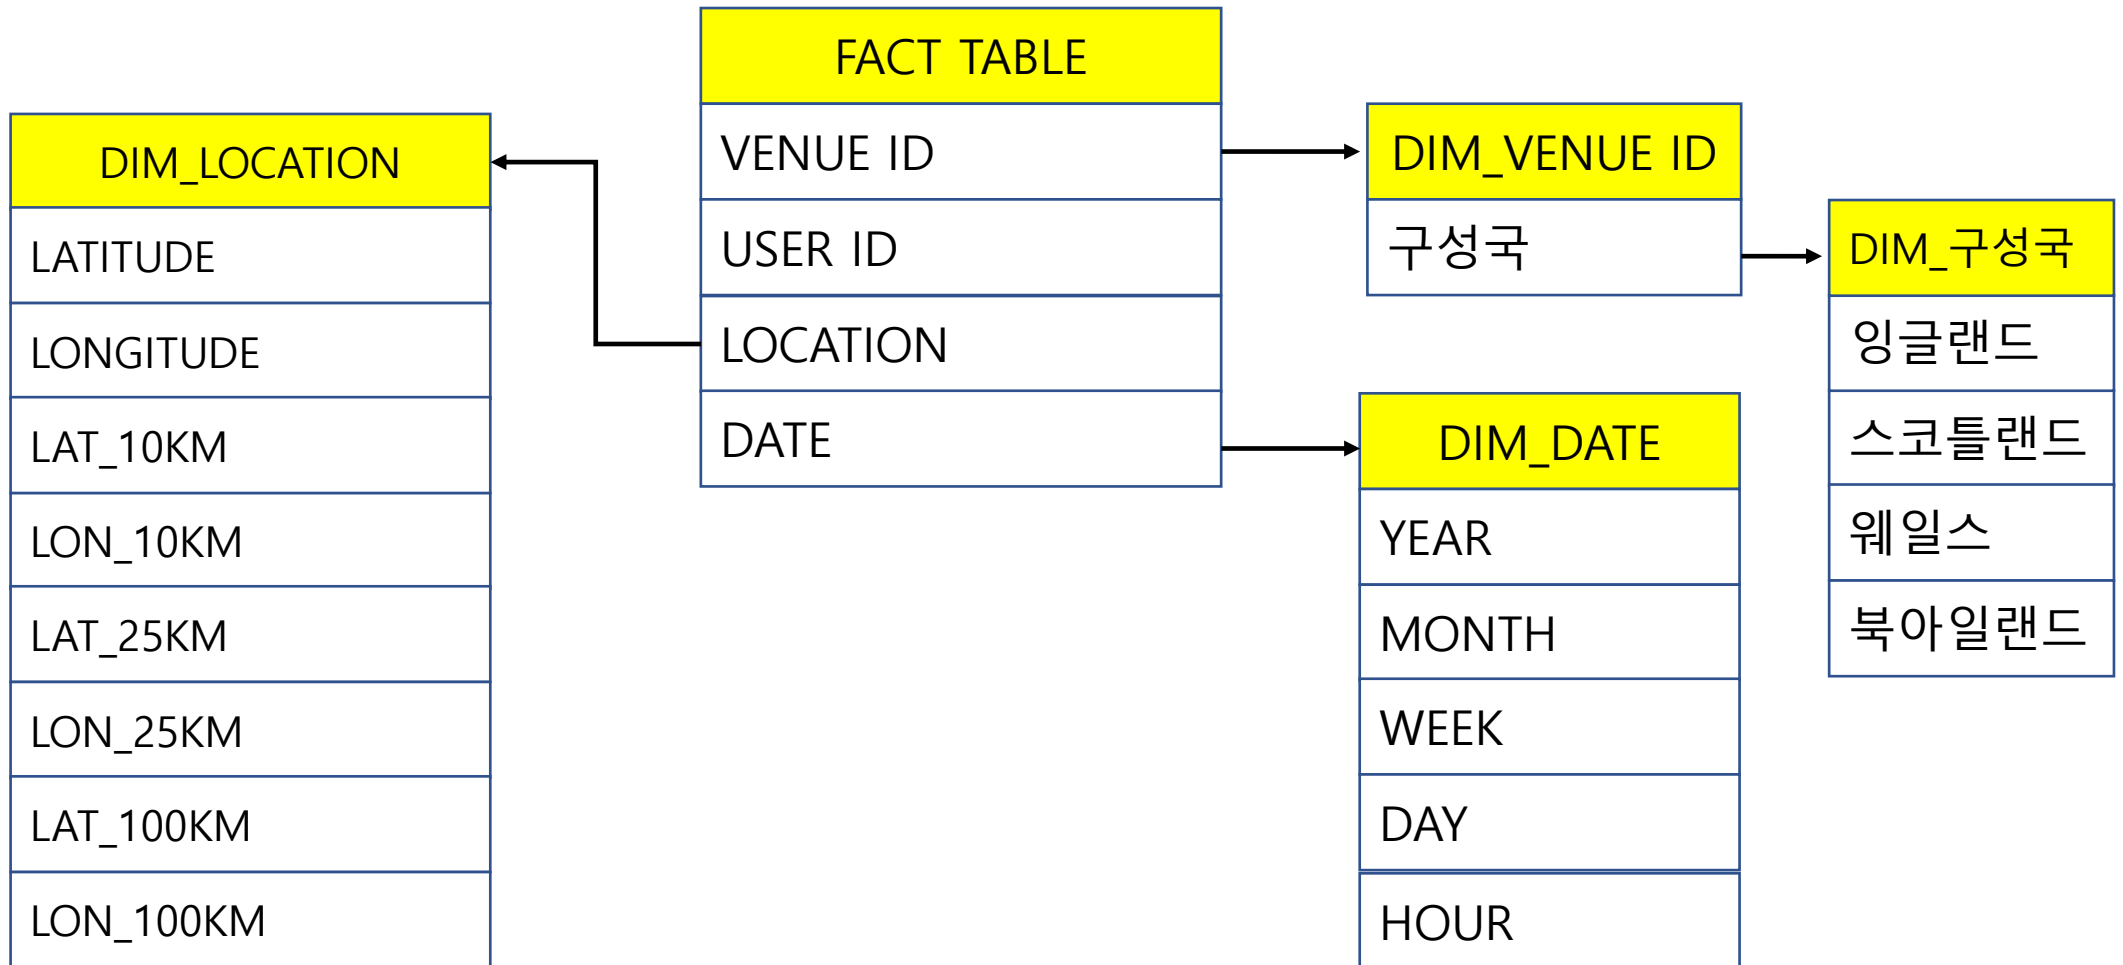 FACT TABLE
VENUE ID
USER ID
LOCATION
DATE
DIM_LOCATION
LATITUDE
LONGITUDE
LAT_10KM
LON_10KM
LAT_25KM
LON_25KM
LAT_100KM
LON_100KM
DIM_VENUE ID
구성국
DIM_구성국
잉글랜드
스코틀랜드
웨일스
북아일랜드
DIM_DATE
YEAR
MONTH
WEEK
DAY
HOUR